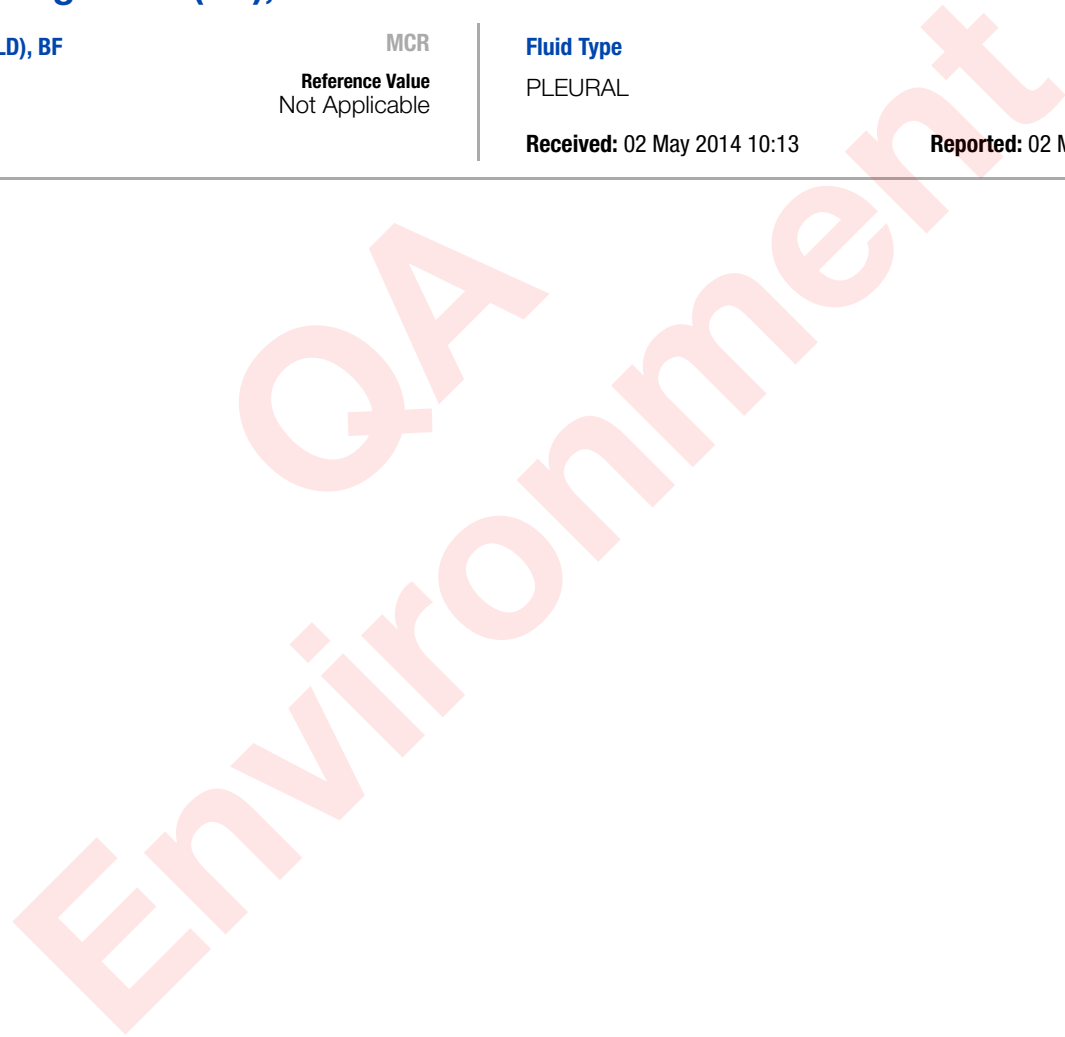 LD), BF
MCR
Reference Value
Not Applicable
Fluid Type
PLEURAL
Received: 02 May 2014 10:13
Reported: 02
QA
Environment